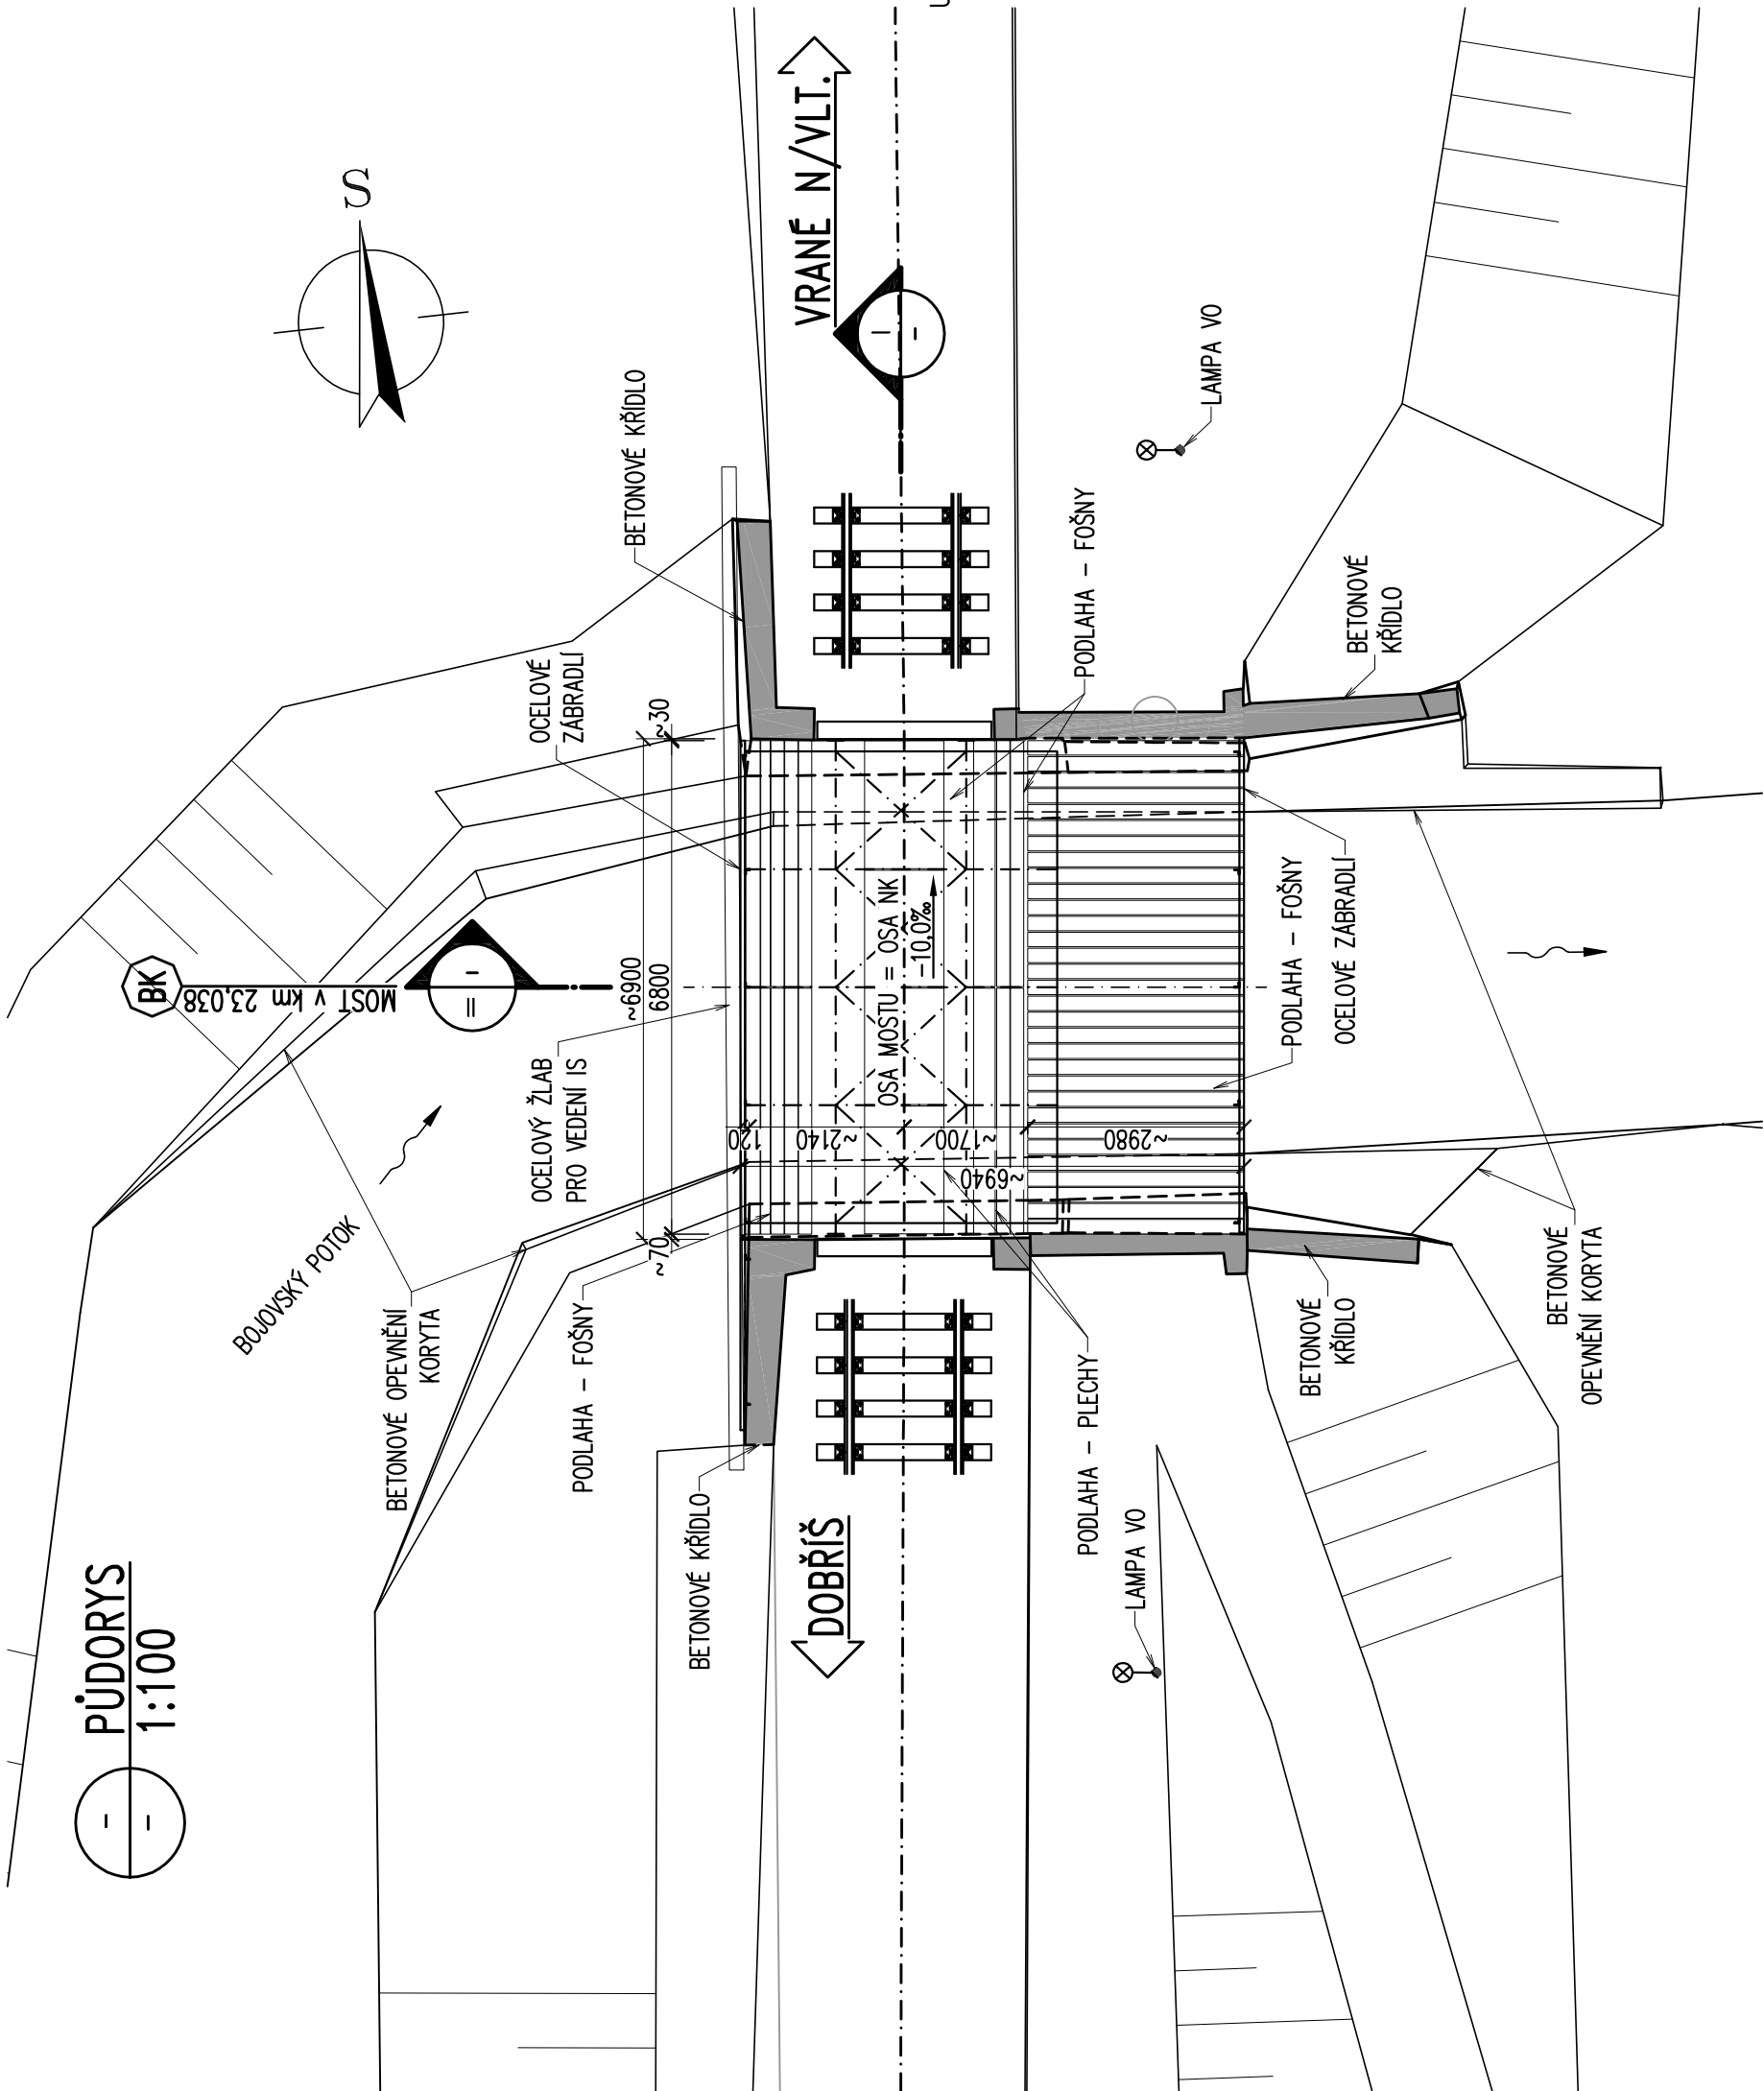 PŮDORYS
1:100
-
-
S
BK
MOST v km 23,038
BOJOVSKÝ POTOK
BETONOVÉ OPEVNĚNÍ
KORYTA
OCELOVÝ ŽLAB
PRO VEDENÍ IS
OCELOVÉ
ZÁBRADLÍ
BETONOVÉ KŘÍDLO
PODLAHA - FOŠNY
BETONOVÉ KŘÍDLO
~6900
6800
~70
~30
II
-
VRANÉ N/VLT.
I
-
DOBŘÍŠ
OSA MOSTU = OSA NK
-10,0‰
120
~2140
~1700
~2980
~6940
PODLAHA - FOŠNY
PODLAHA - PLECHY
LAMPA VO
LAMPA VO
PODLAHA - FOŠNY
OCELOVÉ ZÁBRADLÍ
BETONOVÉ
KŘÍDLO
BETONOVÉ
KŘÍDLO
BETONOVÉ
OPEVNĚNÍ KORYTA